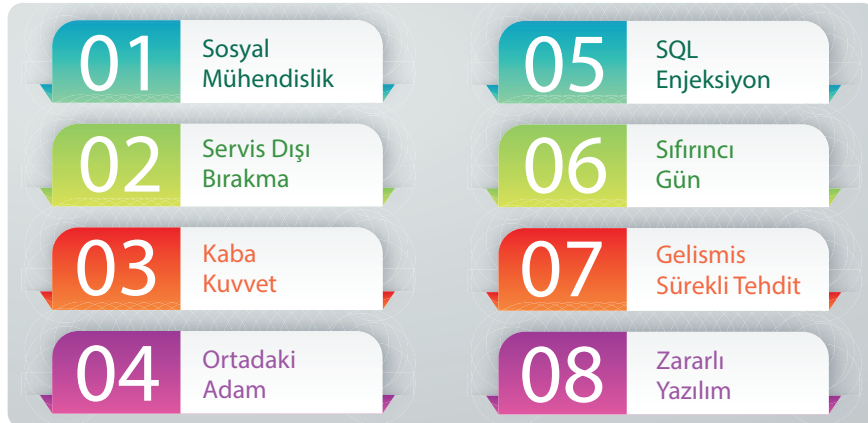 01
Sosyal
Mühendislik
02
Servis Dışı
Bırakma
03
Kaba
Kuvvet
04
Ortadaki
Adam
05
SQL
Enjeksiyon
06
Sıfırıncı
Gün
07
Gelismis
Sürekli Tehdit
08
Zararlı
Yazılım